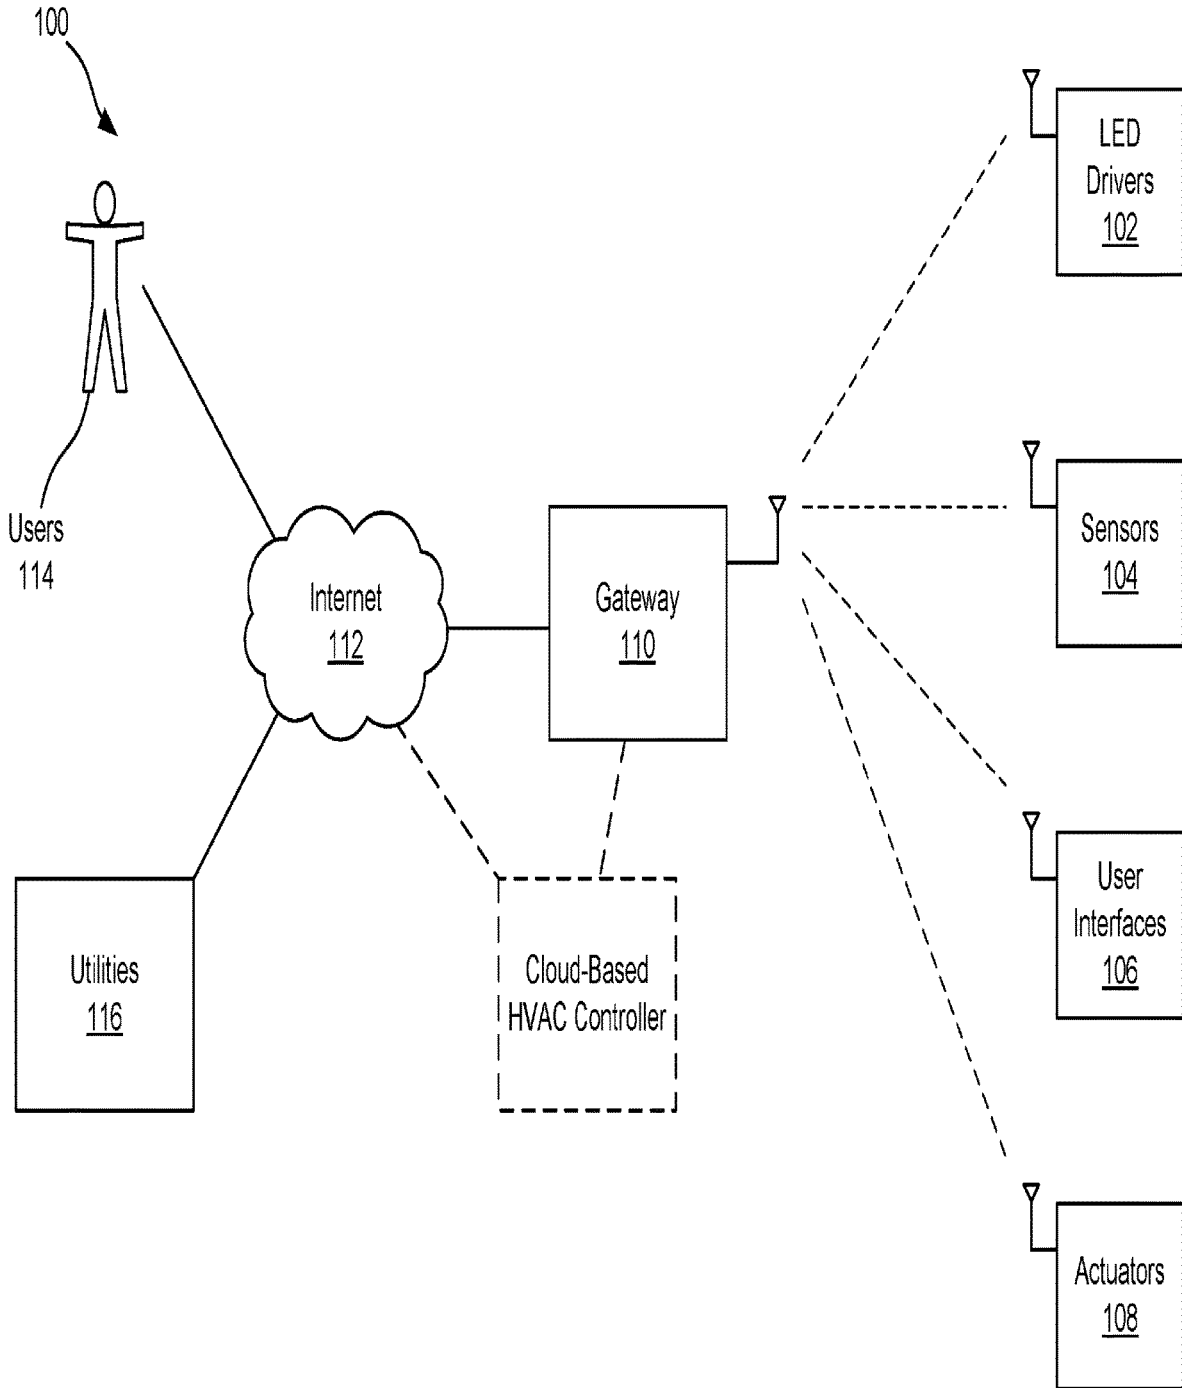 100
LED
Drivers
102
Users
114
Internet
112
Gateway
110
Sensors
104
User
Interfaces
106
Utilities
116
Cloud-Based
HVAC Controller
Actuators
108